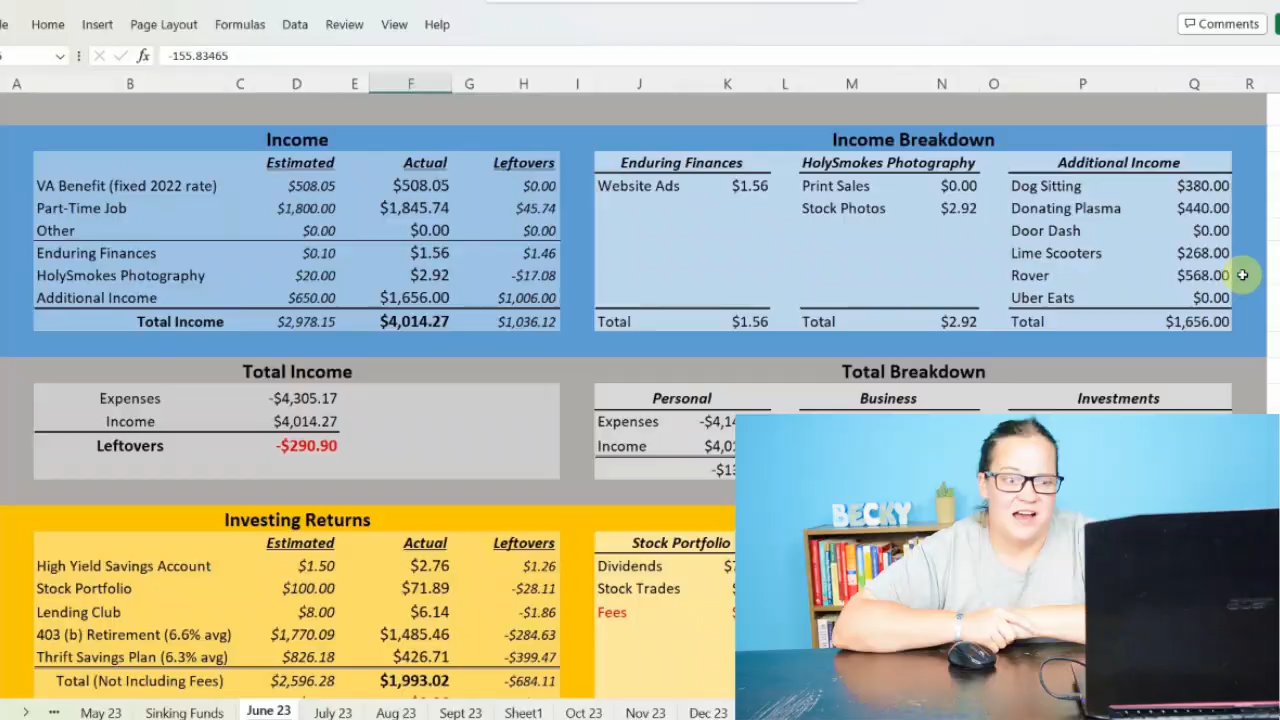 Home Insert Page Layout Formulas Data Review View Help Comments
fx -155.83465
A B C D E F G H I J K L M N O P Q R
Income
Estimated Actual Leftovers
VA Benefit (fixed 2022 rate) $508.05 $508.05 $0.00
Part-Time Job $1,800.00 $1,845.74 $45.74
Other $0.00 $0.00 $0.00
Enduring Finances $0.10 $1.56 $1.46
HolySmokes Photography $20.00 $2.92 -$17.08
Additional Income $650.00 $1,656.00 $1,006.00
Total Income $2,978.15 $4,014.27 $1,036.12
Income Breakdown
Enduring Finances HolySmokes Photography Additional Income
Website Ads $1.56 Print Sales $0.00 Dog Sitting $380.00
Stock Photos $2.92 Donating Plasma $440.00
Door Dash $0.00
Lime Scooters $268.00
Rover $568.00
Uber Eats $0.00
Total $1.56 Total $2.92 Total $1,656.00
Total Income
Expenses -$4,305.17
Income $4,014.27
Leftovers -$290.90
Total Breakdown
Personal Business Investments
Expenses
Income
Investing Returns
Estimated Actual Leftovers
High Yield Savings Account $1.50 $2.76 $1.26
Stock Portfolio $100.00 $71.89 -$28.11
Lending Club $8.00 $6.14 -$1.86
403 (b) Retirement (6.6% avg) $1,770.09 $1,485.46 -$284.63
Thrift Savings Plan (6.3% avg) $826.18 $426.71 -$399.47
Total (Not Including Fees) $2,596.28 $1,993.02 -$684.11
Stock Portfolio
Dividends
Stock Trades
Fees
BECKY
acer
May 23 Sinking Funds June 23 July 23 Aug 23 Sept 23 Sheet1 Oct 23 Nov 23 Dec 23